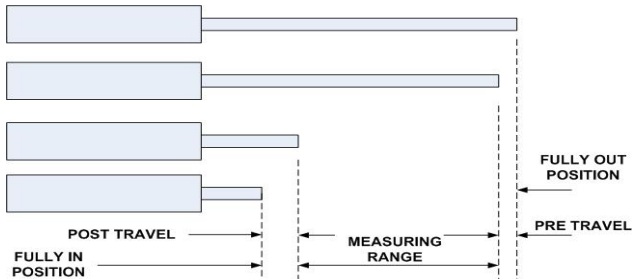 FULLY OUT
POSITION
POST TRAVEL
MEASURING
RANGE
PRE TRAVEL
FULLY IN
POSITION